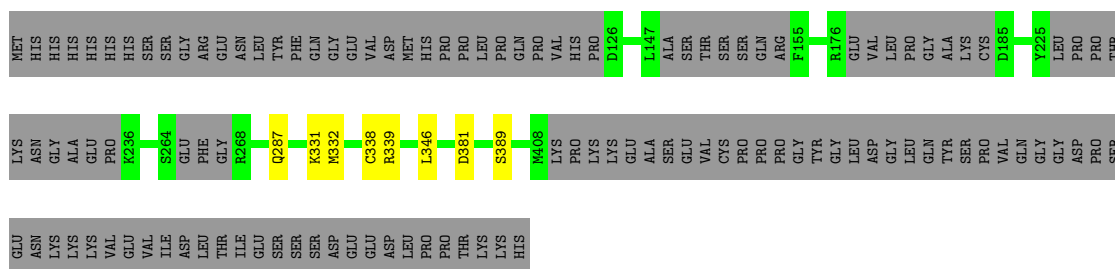 MET HIS HIS HIS HIS HIS HIS SER SER GLY ARG GLU ASN LEU TYR PHE GLN GLY GLU VAL ASP MET HIS PRO PRO LEU PRO GLN PRO VAL HIS PRO D126 L147 ALA SER THR SER SER GLN ARG F155 R176 GLU VAL LEU PRO GLY ALA LYS CYS D185 Y225 LEU PRO PRO THR
LYS ASN GLY ALA GLU PRO K236 S264 GLU PHE GLY R268 Q287 K331 M332 C338 R339 L346 D381 S389 M408 LYS PRO LYS LYS GLU ALA SER GLU VAL CYS PRO PRO PRO GLY TYR GLY LEU ASP GLY LEU GLN TYR SER PRO VAL GLN GLY GLY ASP PRO SER
GLU ASN LYS LYS LYS VAL GLU VAL ILE ASP LEU THR ILE GLU SER SER SER ASP GLU GLU ASP LEU PRO PRO THR LYS LYS HIS